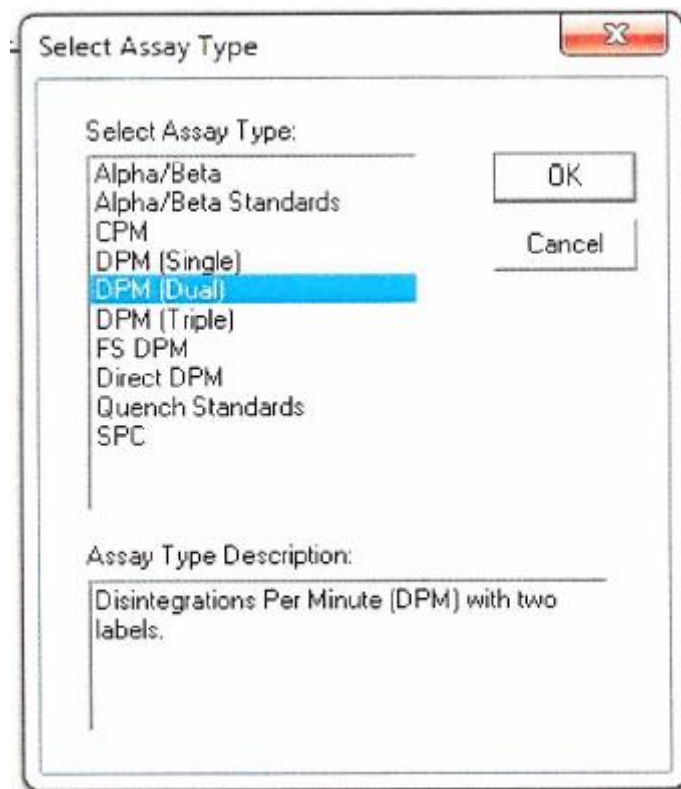 Select Assay Type
Select Assay Type:
Alpha/Beta
Alpha/Beta Standards
CPM
DPM (Single)
DPM (Dual)
DPM (Triple)
FS DPM
Direct DPM
Quench Standards
SPC
OK
Cancel
Assay Type Description:
Disintegrations Per Minute (DPM) with two
labels.